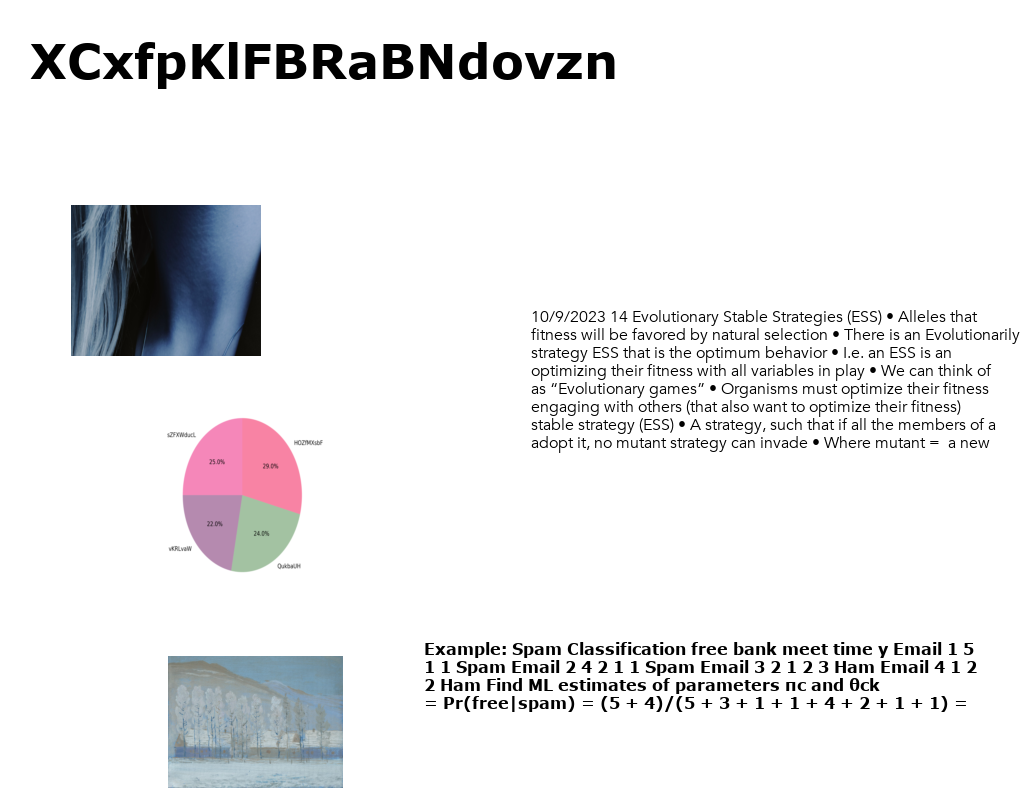 XCxfpKlFBRaBNdovzn
10/9/2023 14 Evolutionary Stable Strategies (ESS) • Alleles that
fitness will be favored by natural selection • There is an Evolutionarily
strategy ESS that is the optimum behavior • I.e. an ESS is an
optimizing their fitness with all variables in play • We can think of
as “Evolutionary games” • Organisms must optimize their fitness
engaging with others (that also want to optimize their fitness)
stable strategy (ESS) • A strategy, such that if all the members of a
adopt it, no mutant strategy can invade • Where mutant = a new
sZFXWducL
HOZfMXsbF
25.0%
29.0%
22.0%
24.0%
vKRLvaW
QukbaUH
Example: Spam Classification free bank meet time y Email 1 5
1 1 Spam Email 2 4 2 1 1 Spam Email 3 2 1 2 3 Ham Email 4 1 2
2 Ham Find ML estimates of parameters πc and θck
= Pr(free|spam) = (5 + 4)/(5 + 3 + 1 + 1 + 4 + 2 + 1 + 1) =